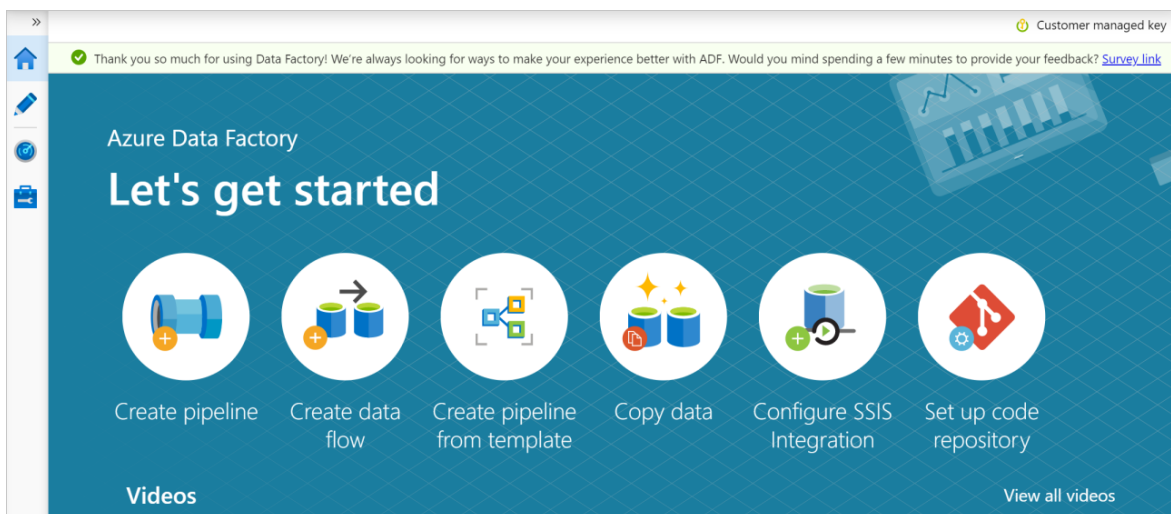 »
Customer managed key
Thank you so much for using Data Factory! We're always looking for ways to make your experience better with ADF. Would you mind spending a few minutes to provide your feedback? Survey link
Azure Data Factory
Let's get started
Create pipeline
Create data
flow
Create pipeline
from template
Copy data
Configure SSIS
Integration
Set up code
repository
Videos
View all videos